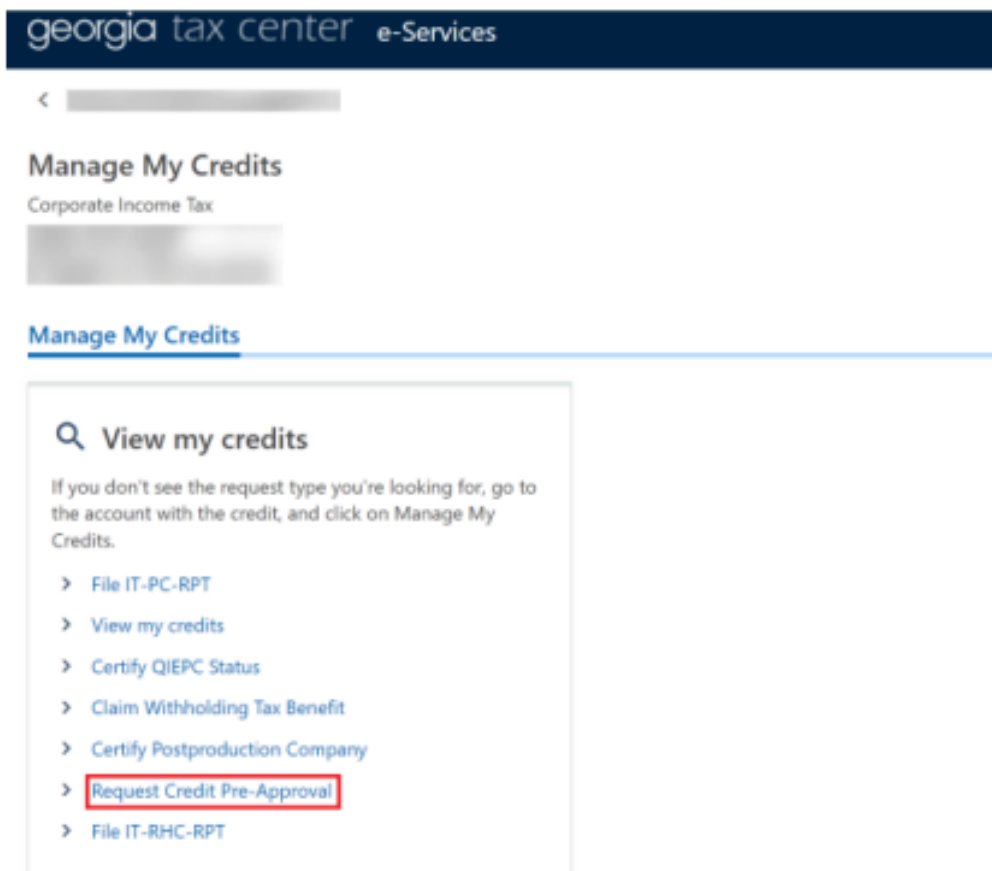 georgia tax center e-Services
Manage My Credits
Corporate Income Tax
Manage My Credits
View my credits
If you don't see the request type you're looking for, go to
the account with the credit, and click on Manage My
Credits.
File IT-PC-RPT
View my credits
Certify QIEPC Status
Claim Withholding Tax Benefit
Certify Postproduction Company
Request Credit Pre-Approval
File IT-RHC-RPT